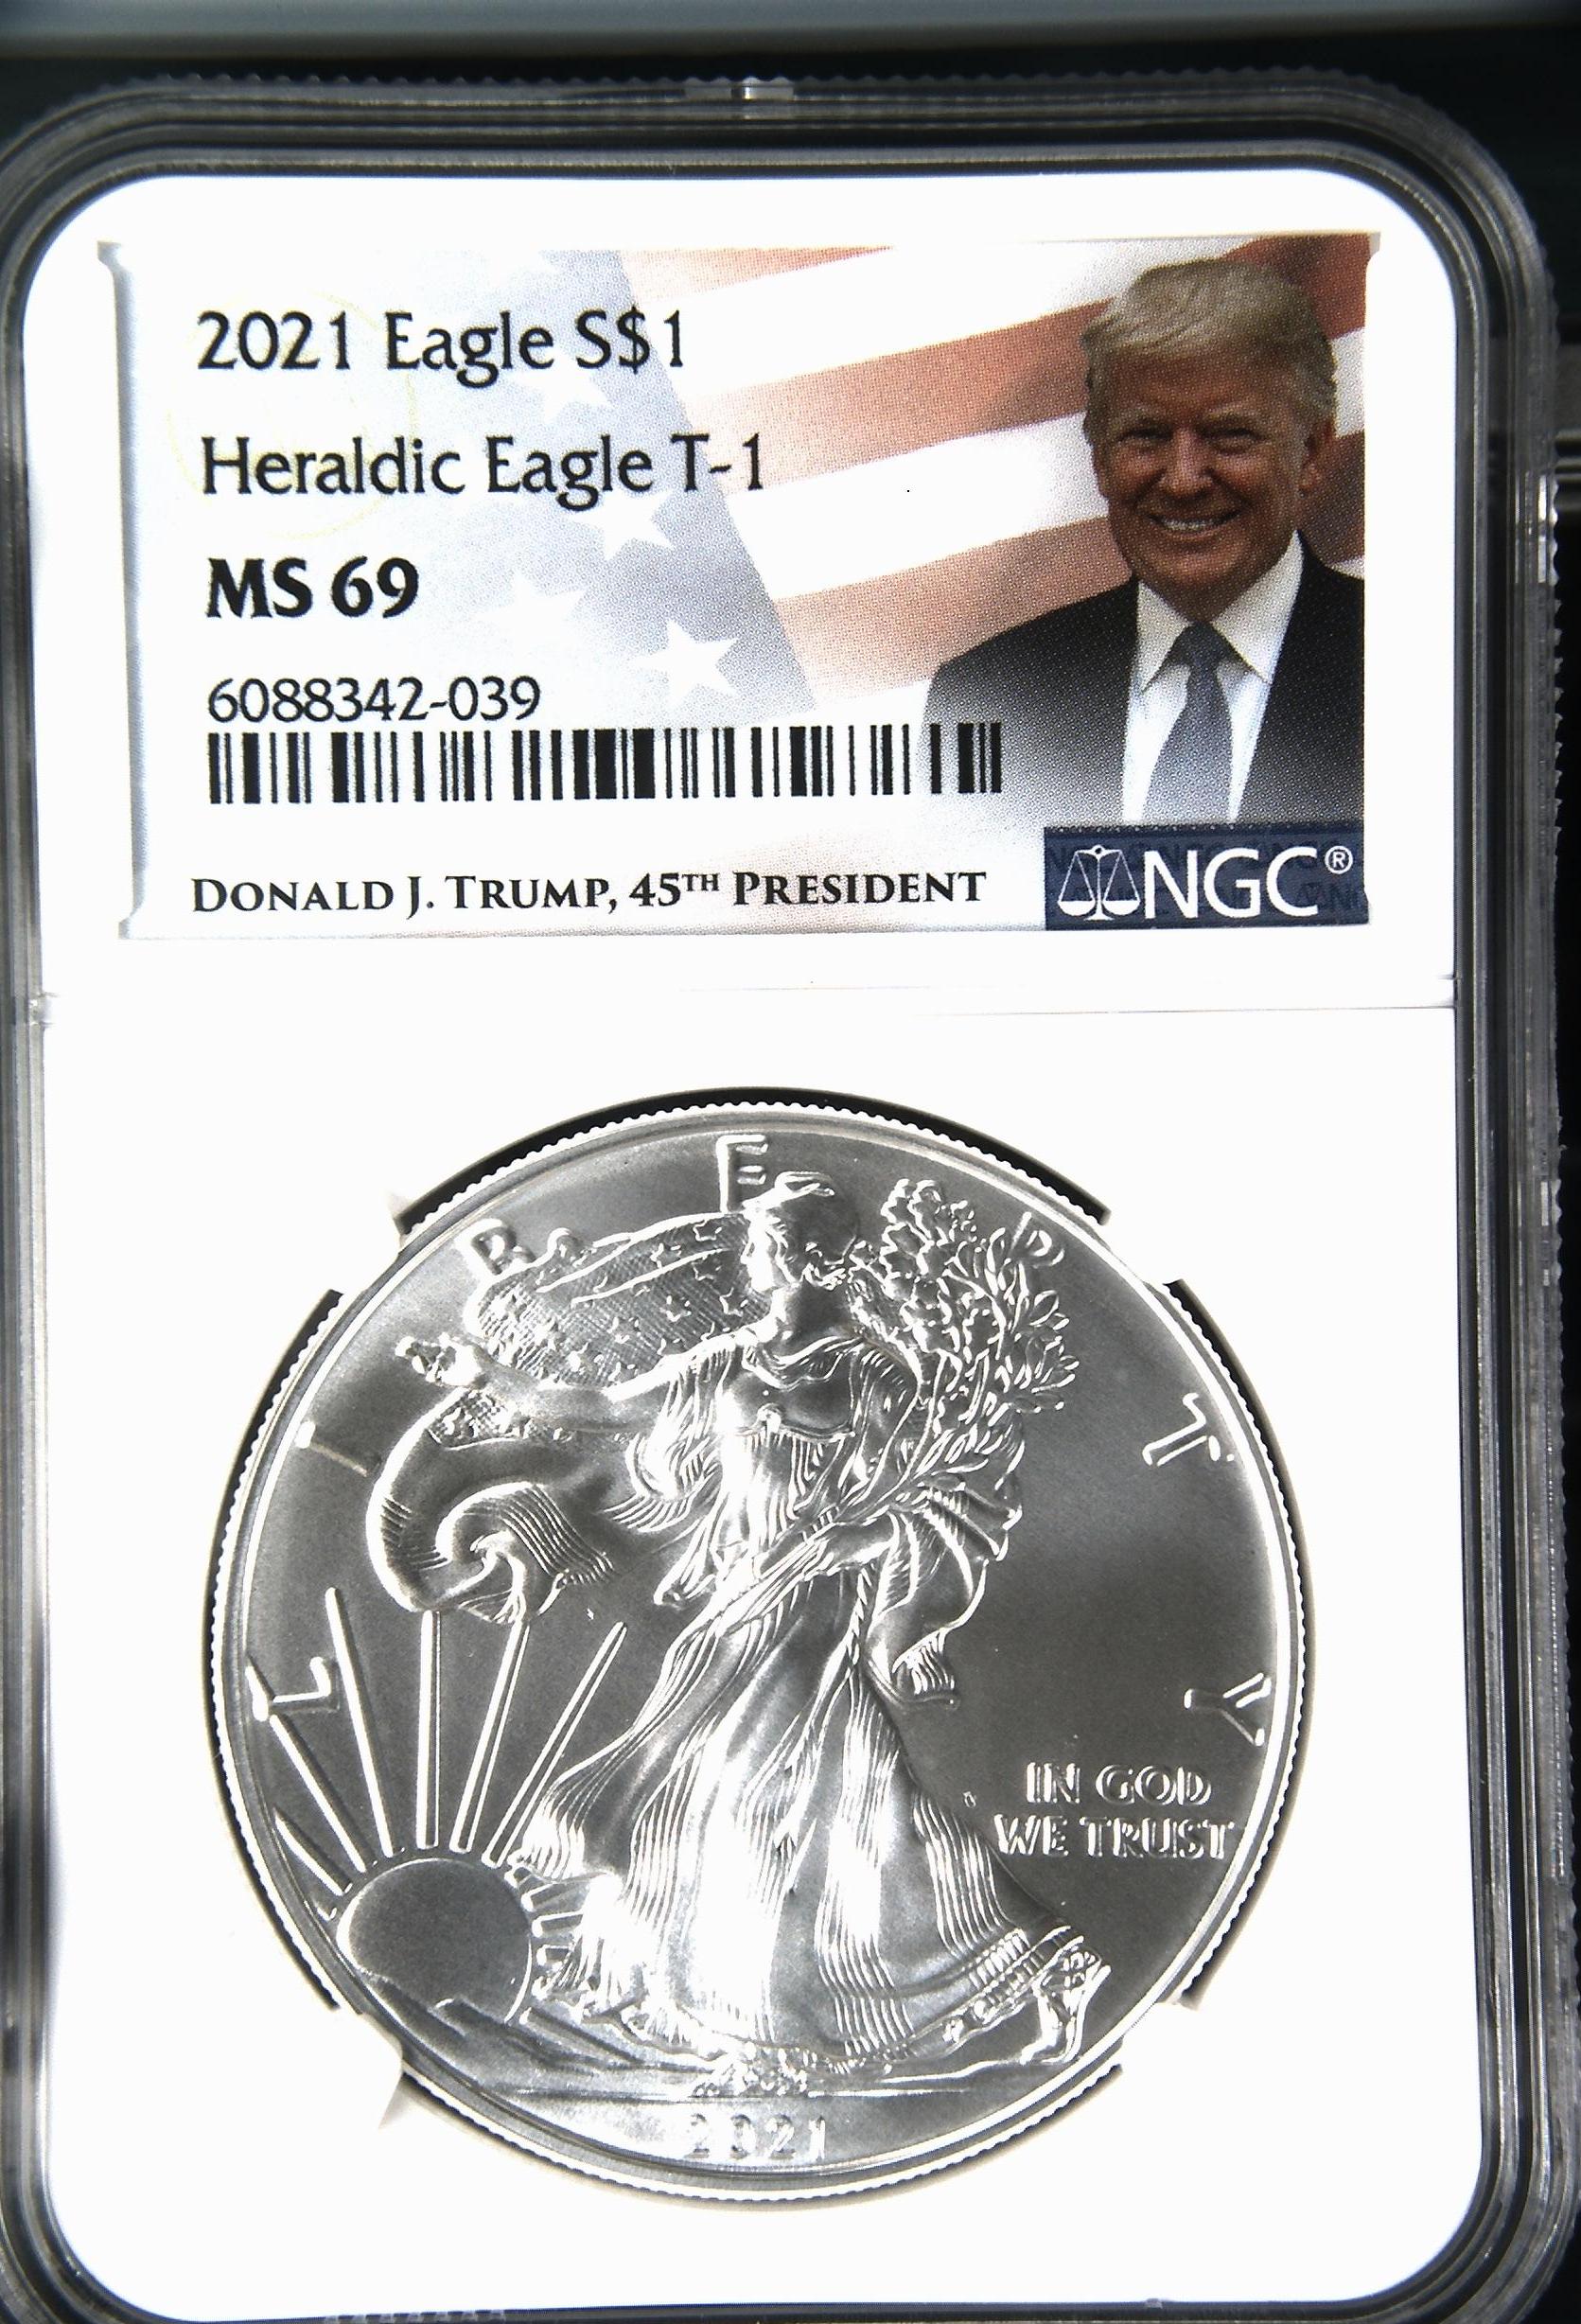 2021 Eagle S$1
Heraldic Eagle T-1
MS 69
6088342-039
DONALD J. TRUMP, 45TH PRESIDENT
NGC®
LIBERTY
IN GOD
WE TRUST
2021